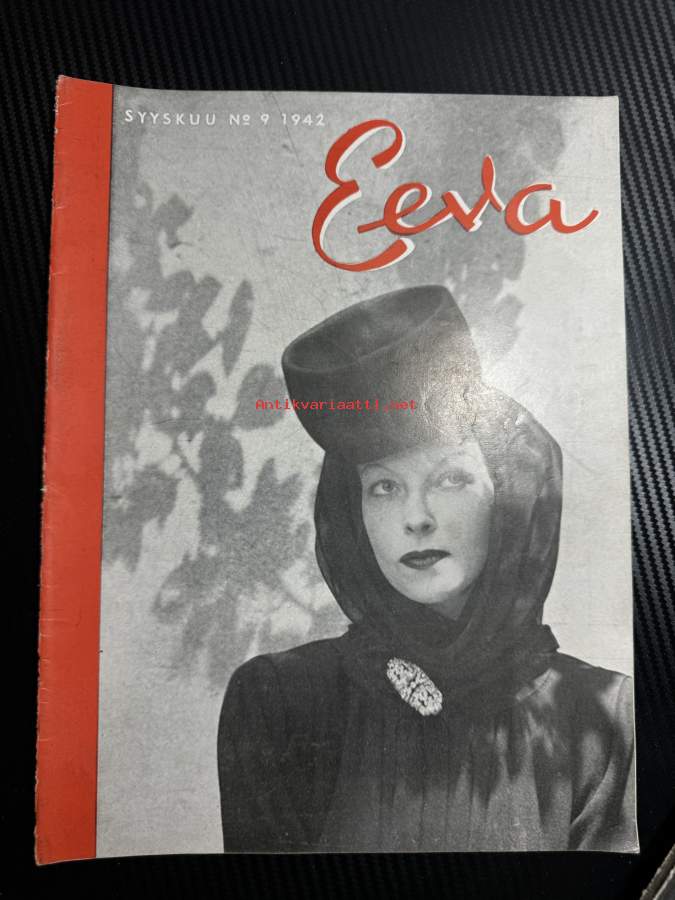 SYYSKUU No 9 1942
Eeva
Antikvariaatti.net